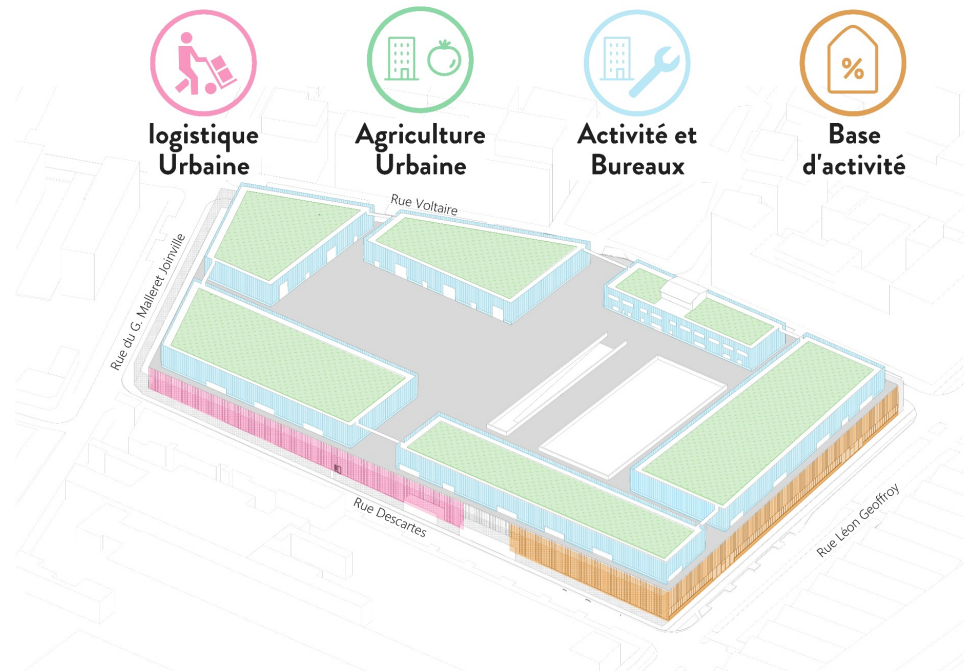 %
logistique
Urbaine
Agriculture
Urbaine
Activité et
Bureaux
Base
d'activité
Rue Voltaire
Rue du G. Malleret Joinville
Rue Descartes
Rue Léon Geoffroy